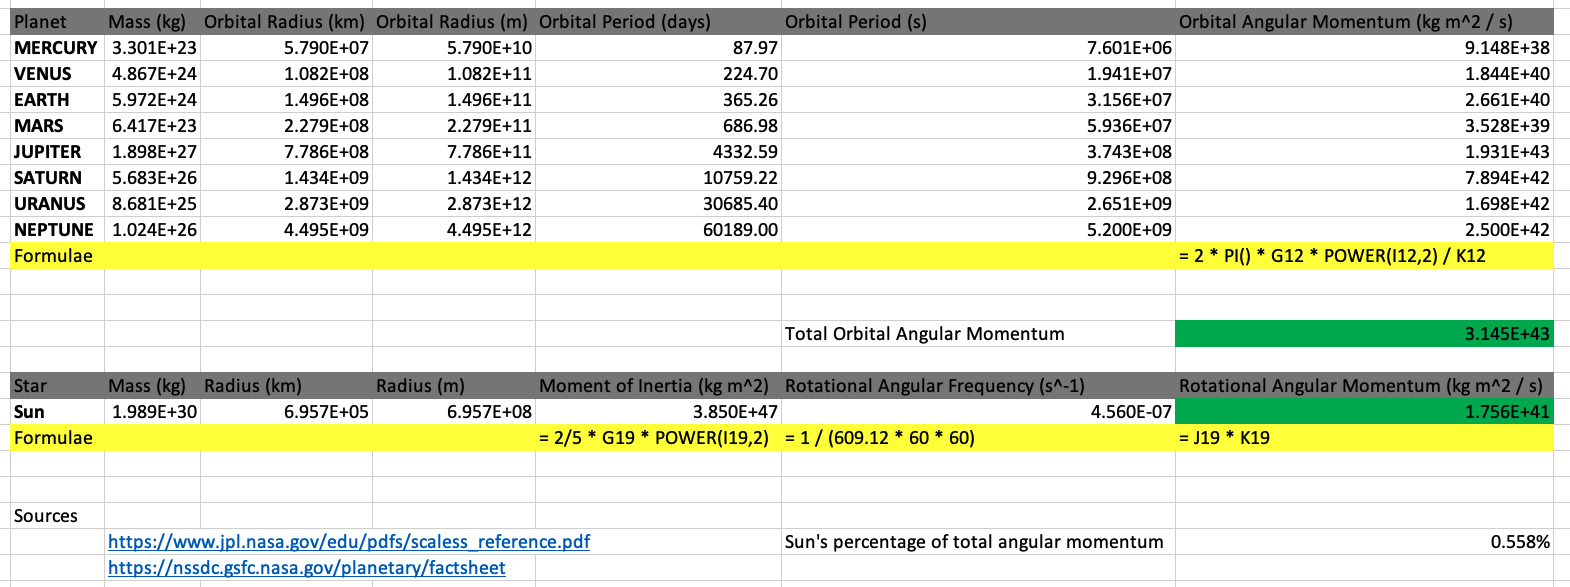 Planet Mass (kg) Orbital Radius (km) Orbital Radius (m) Orbital Period (days) Orbital Period (s) Orbital Angular Momentum (kg m^2 / s)
MERCURY 3.301E+23 5.790E+07 5.790E+10 87.97 7.601E+06 9.148E+38
VENUS 4.867E+24 1.082E+08 1.082E+11 224.70 1.941E+07 1.844E+40
EARTH 5.972E+24 1.496E+08 1.496E+11 365.26 3.156E+07 2.661E+40
MARS 6.417E+23 2.279E+08 2.279E+11 686.98 5.936E+07 3.528E+39
JUPITER 1.898E+27 7.786E+08 7.786E+11 4332.59 3.743E+08 1.931E+43
SATURN 5.683E+26 1.434E+09 1.434E+12 10759.22 9.296E+08 7.894E+42
URANUS 8.681E+25 2.873E+09 2.873E+12 30685.40 2.651E+09 1.698E+42
NEPTUNE 1.024E+26 4.495E+09 4.495E+12 60189.00 5.200E+09 2.500E+42
Formulae = 2 * PI() * G12 * POWER(I12,2) / K12
Total Orbital Angular Momentum 3.145E+43
Star Mass (kg) Radius (km) Radius (m) Moment of Inertia (kg m^2) Rotational Angular Frequency (s^-1) Rotational Angular Momentum (kg m^2 / s)
Sun 1.989E+30 6.957E+05 6.957E+08 3.850E+47 4.560E-07 1.756E+41
Formulae = 2/5 * G19 * POWER(I19,2) = 1 / (609.12 * 60 * 60) = J19 * K19
Sources
https://www.jpl.nasa.gov/edu/pdfs/scaless_reference.pdf Sun's percentage of total angular momentum 0.558%
https://nssdc.gsfc.nasa.gov/planetary/factsheet